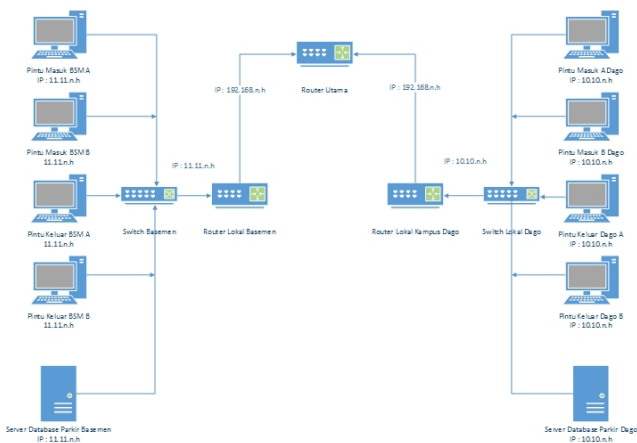 Pintu Masuk BSM A
IP : 11.11.n.h
Pintu Masuk BSM B
11.11.n.h
Pintu Keluar BSM A
11.11.n.h
Pintu Keluar BSM B
11.11.n.h
Server Database Parkir Basemen
IP : 11.11.n.h
IP : 11.11.n.h
Switch Basemen
Router Lokal Basemen
IP : 192.168.n.h
Router Utama
IP : 192.168.n.h
IP : 10.10.n.h
Router Lokal Kampus Dago
Switch Lokal Dago
Pintu Masuk A Dago
IP : 10.10.n.h
Pintu Masuk B Dago
IP : 10.10.n.h
Pintu Keluar Dago A
IP : 10.10.n.h
Pintu Keluar Dago B
IP : 10.10.n.h
Server Database Parkir Dago
IP : 10.10.n.h